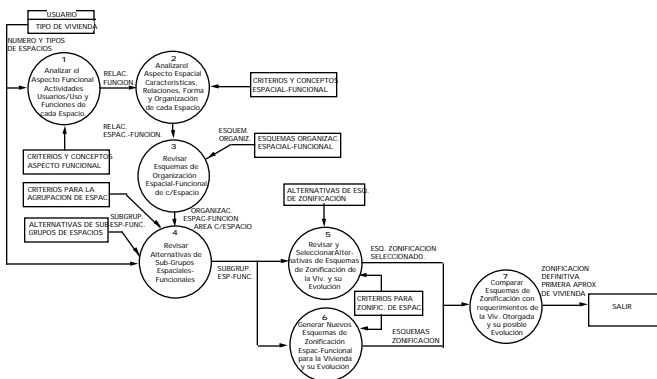 USUARIO
TIPO DE VIVIENDA
NUMERO Y TIPOS
DE ESPACIOS
1
Analizar el
Aspecto Funcional
Actividades
Usuarios/Uso y
Funciones de
cada Espacio
RELAC.
FUNCION.
2
Analizarel
Aspecto Espacial
Características,
Relaciones, Forma
y Organización
de cada Espacio
CRITERIOS Y CONCEPTOS
ESPACIAL-FUNCIONAL
RELAC.
ESPAC.-FUNCION.
ESQUEM.
ORGANIZ.
ESQUEMAS ORGANIZAC.
ESPACIAL-FUNCIONAL
3
Revisar
Esquemas de
Organización
Espacial-Funcional
de c/Espacio
CRITERIOS Y CONCEPTOS
ASPECTO FUNCIONAL
CRITERIOS PARA LA
AGRUPACION DE ESPAC.
ALTERNATIVAS DE SUB
GRUPOS DE ESPACIOS
SUBGRUP.
ESP-FUNC.
ORGANIZAC.
ESPAC-FUNCION
AREA C/ESPACIO
4
Revisar
Alternativas de
Sub-Grupos
Espaciales-
Funcionales
SUBGRUP.
ESP-FUNC.
ALTERNATIVAS DE ESQ.
DE ZONIFICACION
5
Revisar y
SeleccionarAlter-
nativas de Esquemas
de Zonificación de
la Viv. y su
Evolución
ESQ. ZONIFICACION
SELECCIONADO.
CRITERIOS PARA
ZONIFIC. DE ESPAC
6
Generar Nuevos
Esquemas de
Zonificación
Espac-Funcional
para la Vivienda
y su Evolución
ESQUEMAS
ZONIFICACION
7
Comparar
Esquemas de
Zonificación con
requerimientos de
la Viv. Otorgada
y su posible
Evolución
ZONIFICACION
DEFINITIVA
PRIMERA APROX.
DE VIVIENDA
SALIR